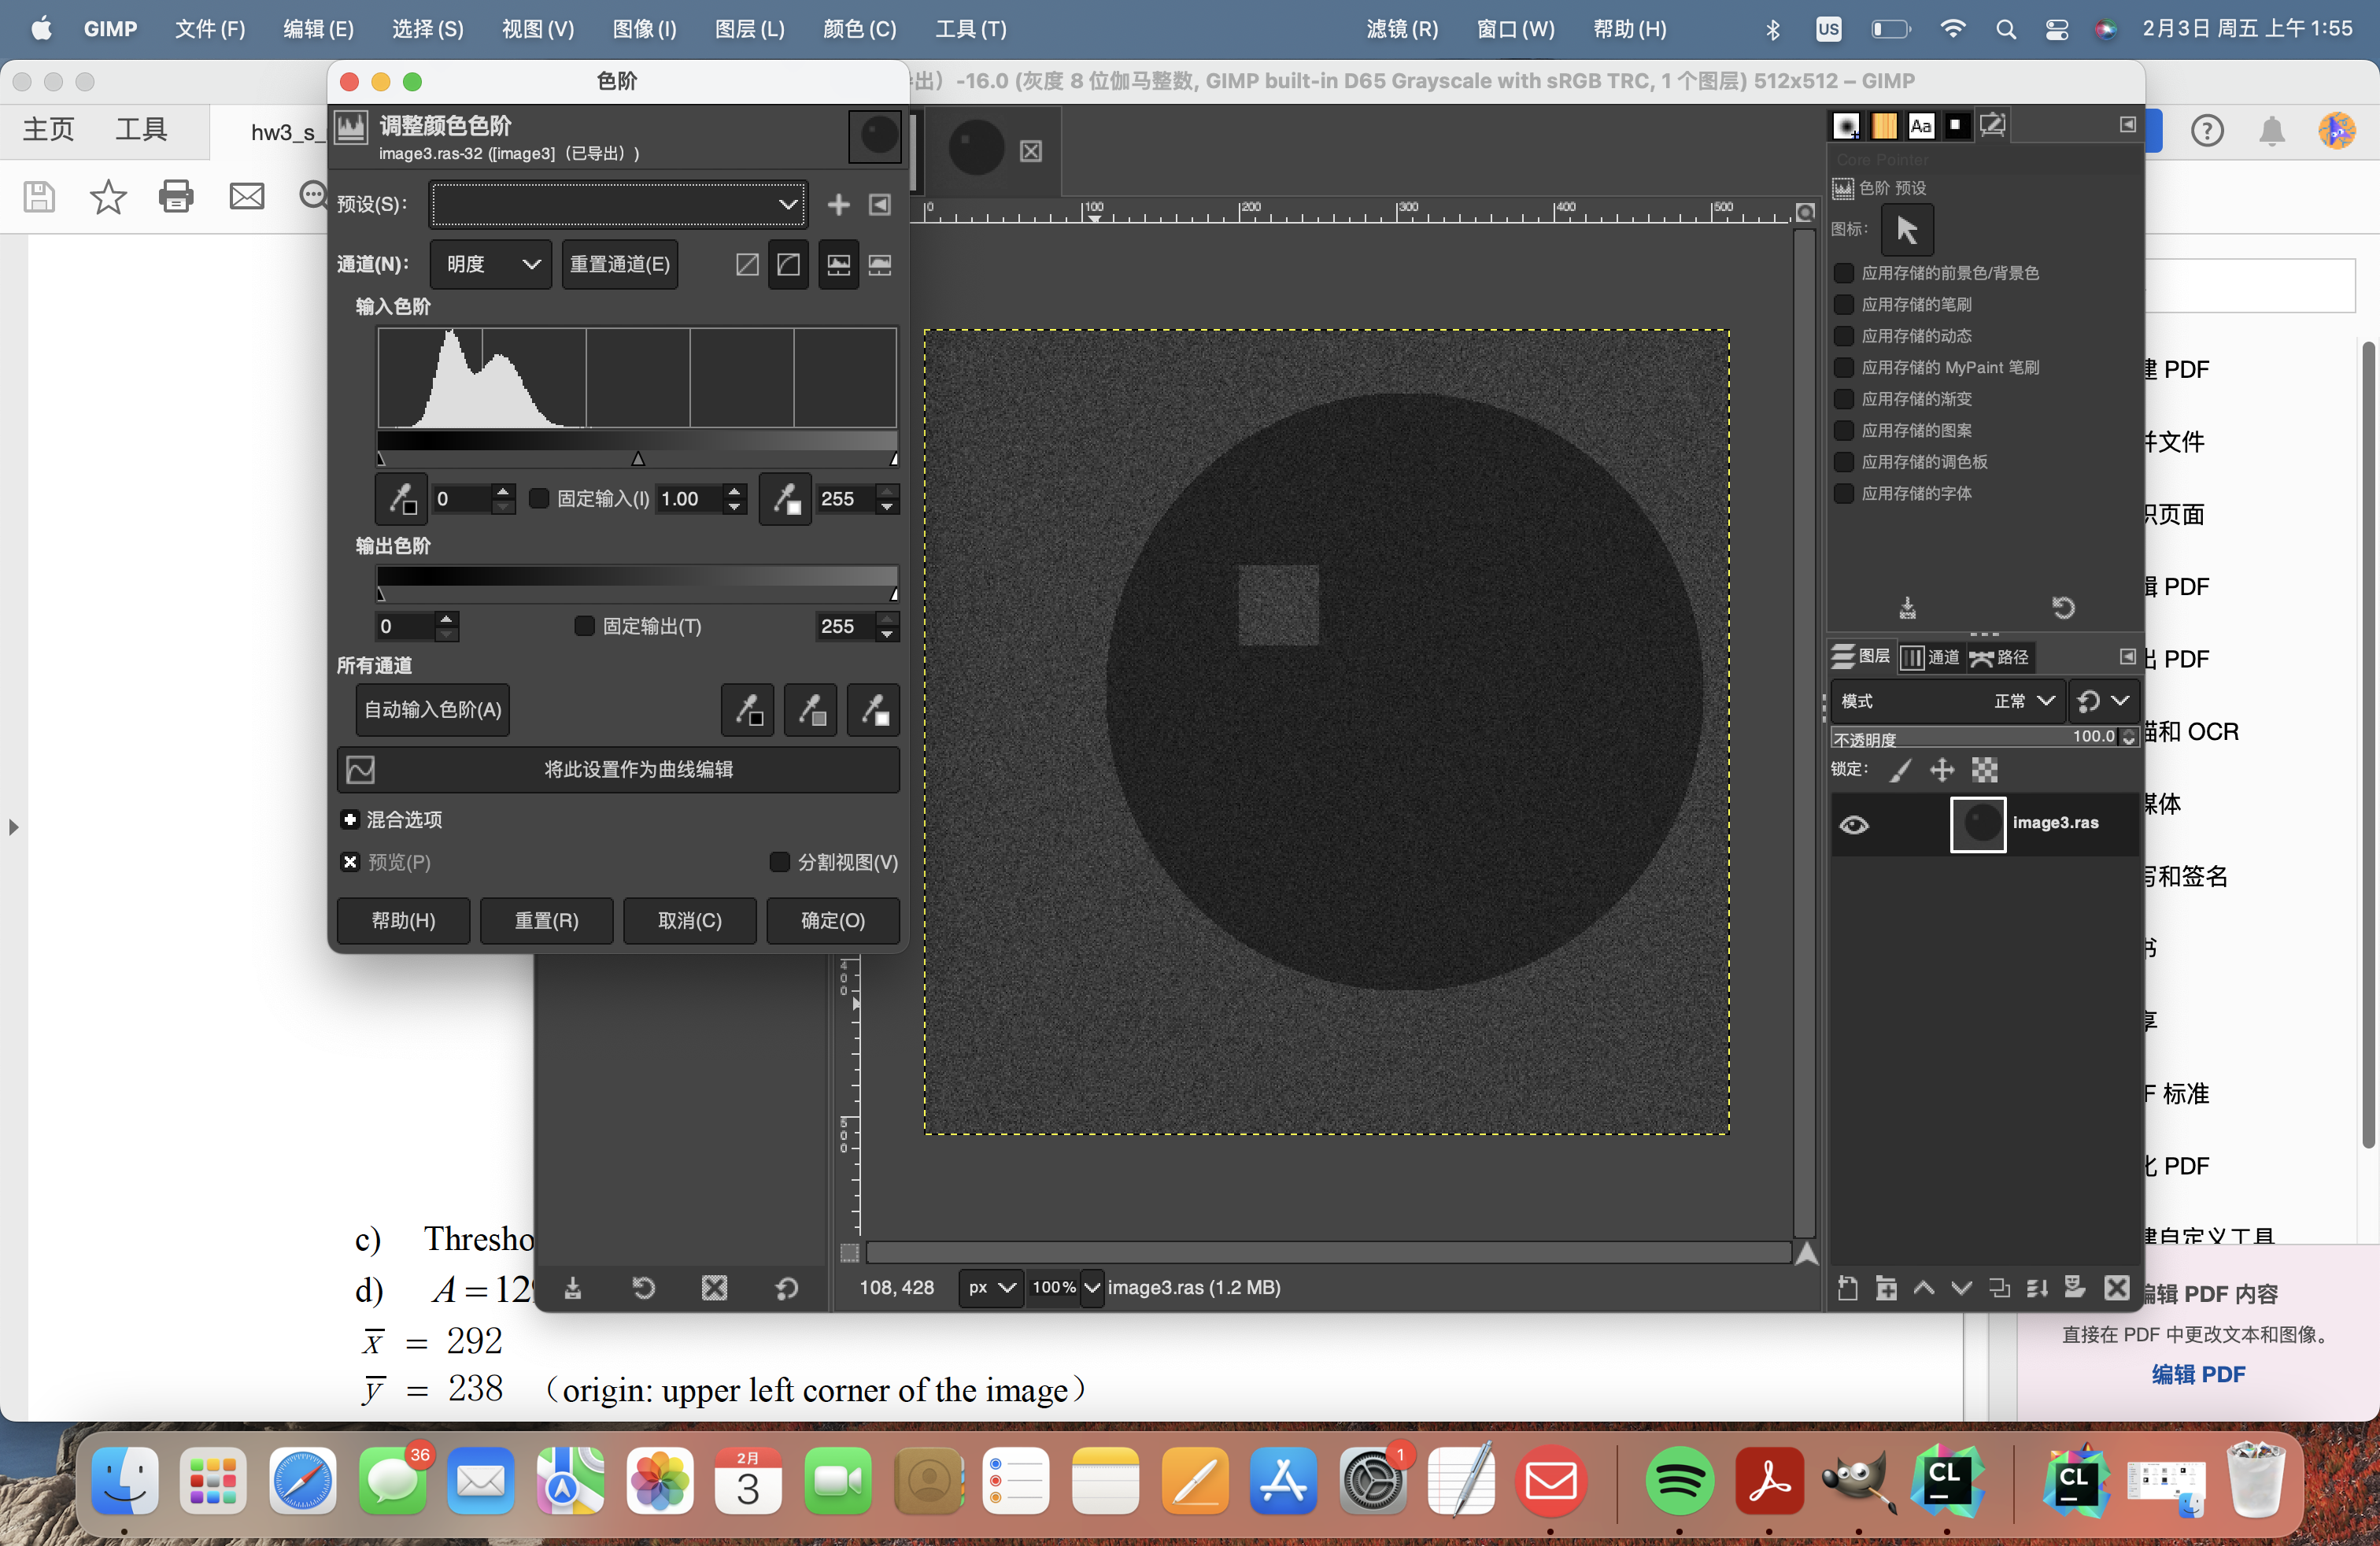 GIMP 文件(F) 编辑(E) 选择(S) 视图(V) 图像(I) 图层(L) 颜色(C) 工具(T) 滤镜(R) 窗口(W) 帮助(H) US 2月3日 周五 上午 1:55
色阶
出）-16.0 (灰度 8 位伽马整数, GIMP built-in D65 Grayscale with sRGB TRC, 1 个图层) 512x512 – GIMP
主页 工具 hw3_s_
调整颜色色阶
image3.ras-32 ([image3]（已导出）)
Aa
Core Pointer
色阶 预设
预设(S)：
0 100 200 300 400 500
图标：
通道(N)： 明度 重置通道(E)
应用存储的前景色/背景色
输入色阶
应用存储的笔刷
应用存储的动态
应用存储的 MyPaint 笔刷
建 PDF
应用存储的渐变
应用存储的图案
并文件
应用存储的调色板
应用存储的字体
0 固定输入(I) 1.00 255
织页面
输出色阶
辑 PDF
0 固定输出(T) 255
所有通道
图层 通道 路径
出 PDF
自动输入色阶(A)
模式 正常
不透明度 100.0
描和 OCR
将此设置作为曲线编辑
锁定：
媒体
混合选项
image3.ras
预览(P) 分割视图(V)
写和签名
帮助(H) 重置(R) 取消(C) 确定(O)
书
400
享
F 标准
500
化 PDF
建自定义工具
c) Thresho
108, 428 px 100% image3.ras (1.2 MB)
d) A = 129
编辑 PDF 内容
直接在 PDF 中更改文本和图像。
x = 292
编辑 PDF
y = 238 （origin: upper left corner of the image）
36
2月
3
1
CL
CL